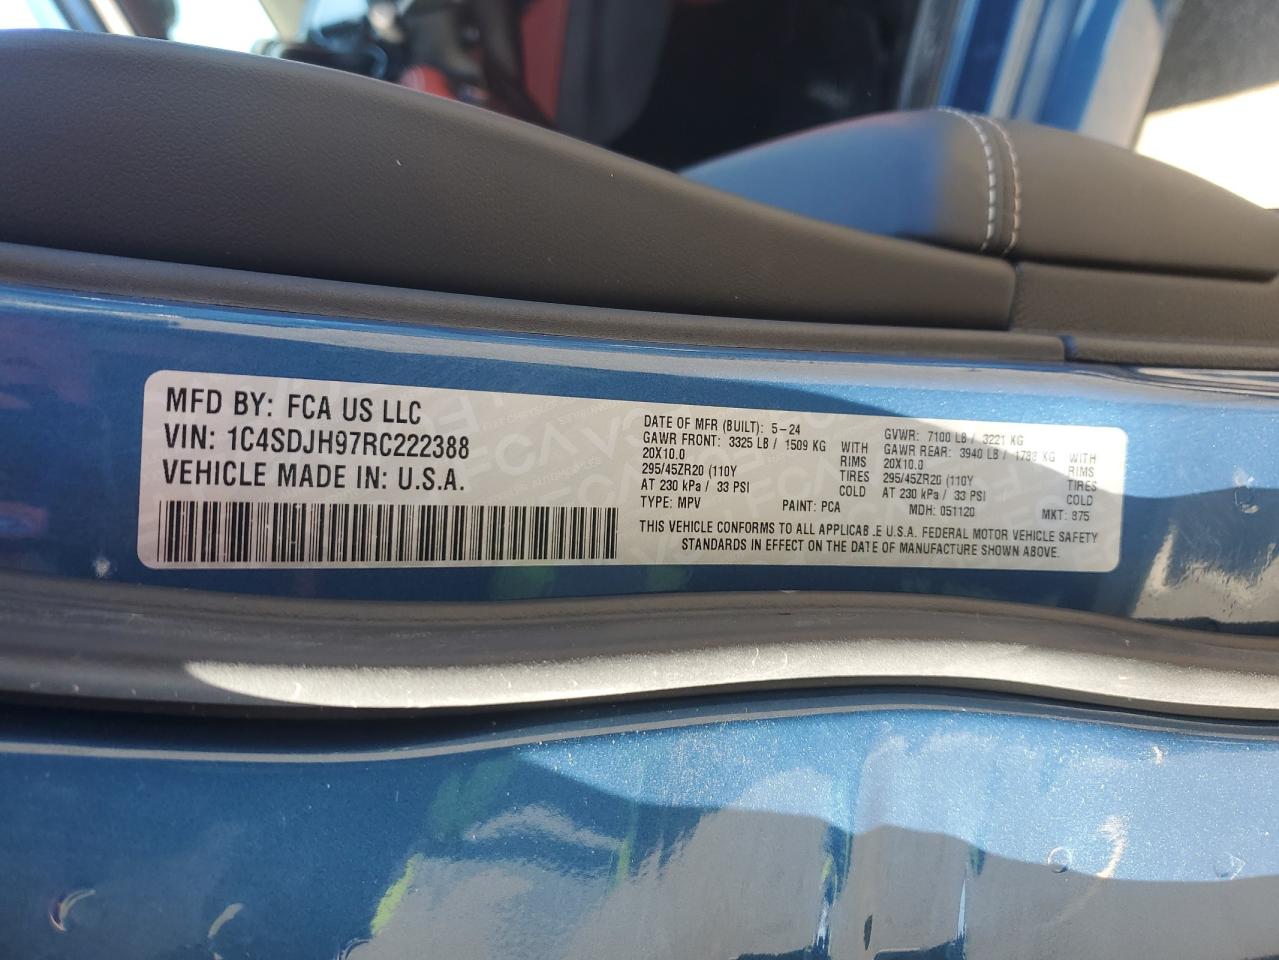 MFD BY: FCA US LLC
VIN: 1C4SDJH97RC222388
VEHICLE MADE IN: U.S.A.
DATE OF MFR (BUILT): 5-24
GAWR FRONT: 3325 LB / 1509 KG WITH
20X10.0 RIMS
295/45ZR20 (110Y TIRES
AT 230 kPa / 33 PSI COLD
TYPE: MPV PAINT: PCA
GVWR: 7100 LB / 3221 KG
GAWR REAR: 3940 LB / 1788 KG WITH
20X10.0 RIMS
295/45ZR20 (110Y TIRES
AT 230 kPa / 33 PSI COLD
MDH: 051120 MKT: 875
THIS VEHICLE CONFORMS TO ALL APPLICAB.E U.S.A. FEDERAL MOTOR VEHICLE SAFETY
STANDARDS IN EFFECT ON THE DATE OF MANUFACTURE SHOWN ABOVE.